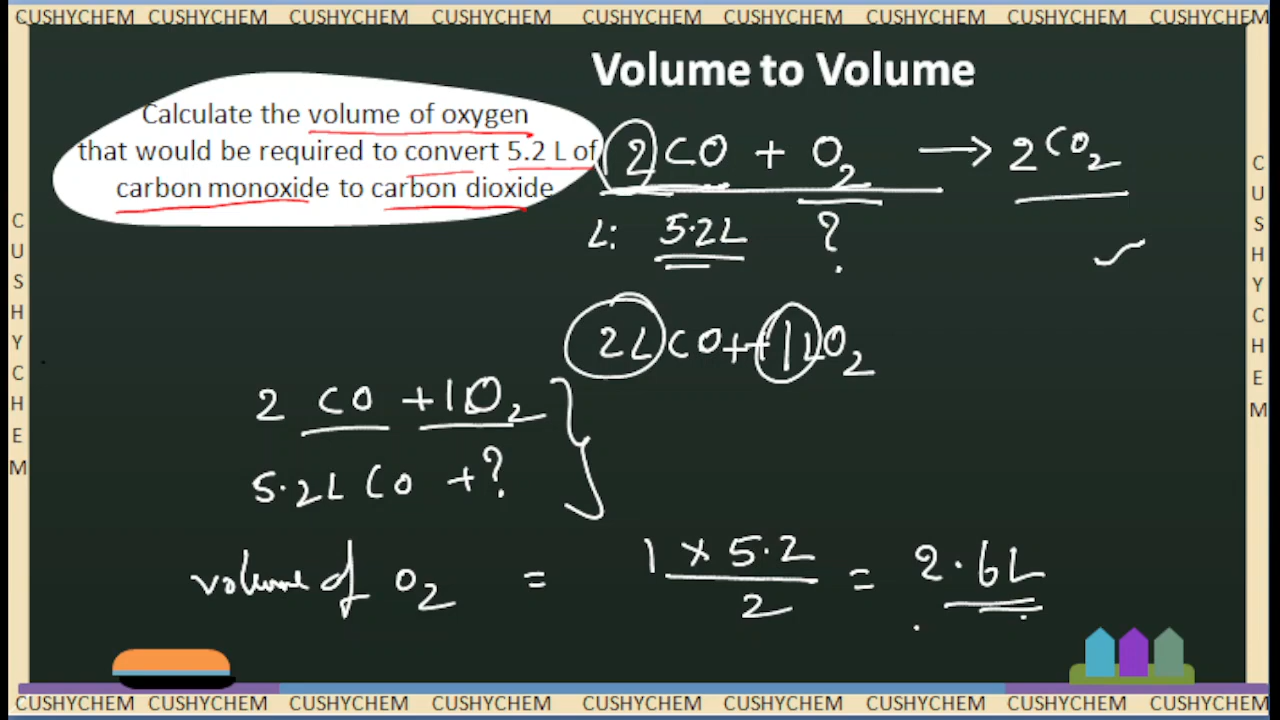 CUSHYCHEM CUSHYCHEM CUSHYCHEM CUSHYCHEM CUSHYCHEM CUSHYCHEM CUSHYCHEM CUSHYCHEM CUSHYCHEM
Volume to Volume
Calculate the volume of oxygen
that would be required to convert 5.2 L of
carbon monoxide to carbon dioxide
2CO + O₂ → 2CO₂
L: 5.2L ?
2L CO + + 1L O₂
2 CO + 1O₂
5.2L CO + ?
volume of O₂ = 1 × 5.2 / 2 = 2.6L
CUSHYCHEM
CUSHYCHEM
CUSHYCHEM CUSHYCHEM CUSHYCHEM CUSHYCHEM CUSHYCHEM CUSHYCHEM CUSHYCHEM CUSHYCHEM CUSHYCHEM